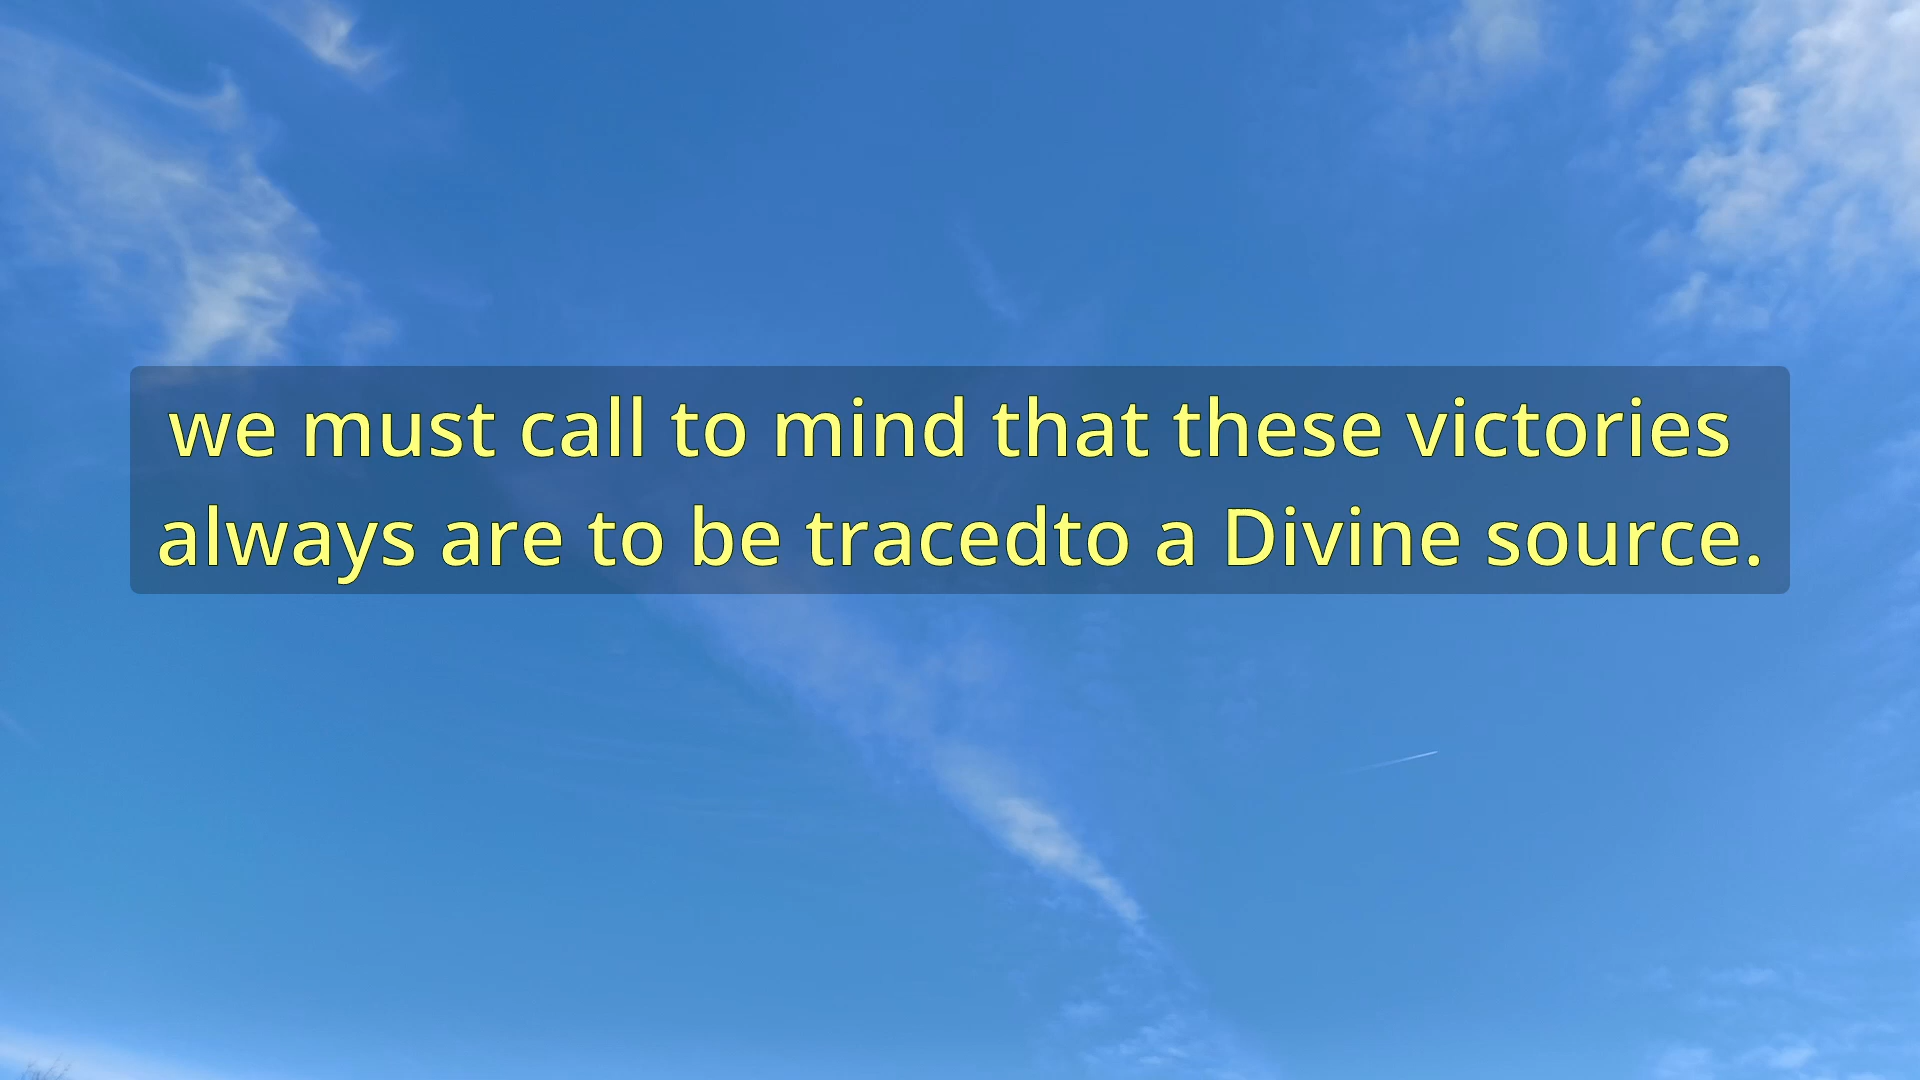 we must call to mind that these victories
always are to be tracedto a Divine source.